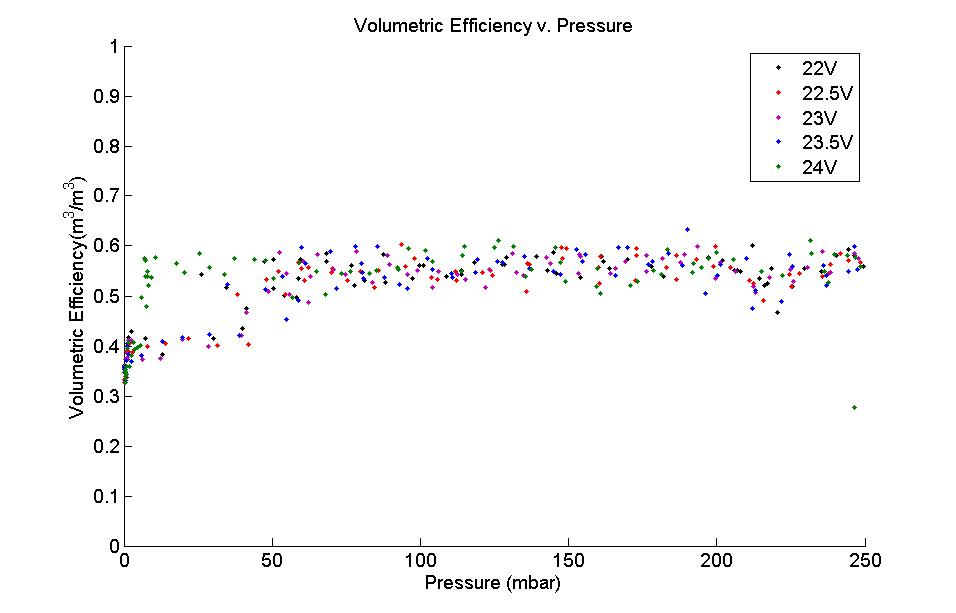 Volumetric Efficiency v. Pressure
22V
22.5V
23V
23.5V
24V
Volumetric Efficiency(m³/m³)
1
0.9
0.8
0.7
0.6
0.5
0.4
0.3
0.2
0.1
0
0 50 100 150 200 250
Pressure (mbar)